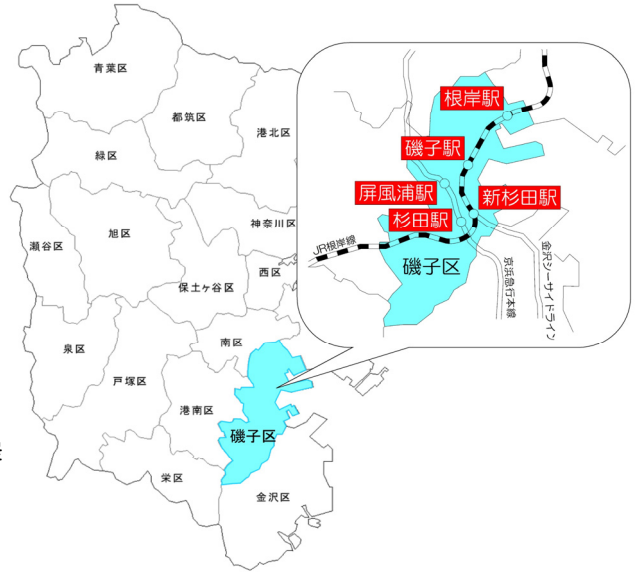 青葉区
都筑区
港北区
緑区
旭区
神奈川区
瀬谷区
保土ヶ谷区
西区
泉区
戸塚区
南区
港南区
磯子区
栄区
金沢区
根岸駅
磯子駅
屏風浦駅
新杉田駅
杉田駅
JR根岸線
磯子区
京浜急行本線
金沢シーサイドライン